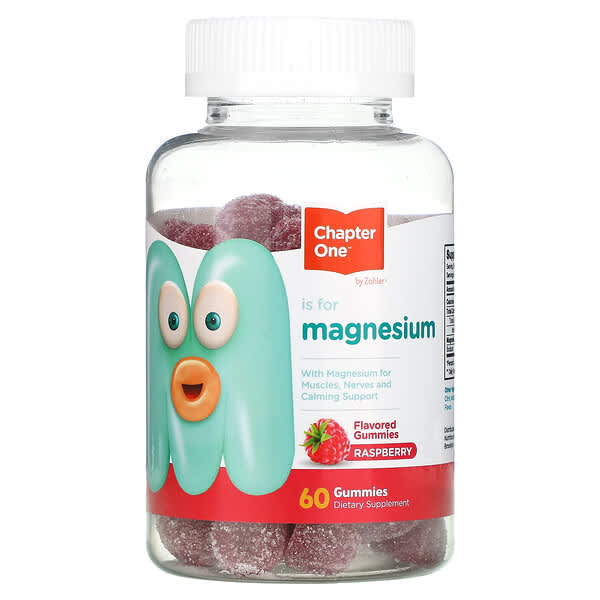 Chapter
One™
by Zahler
is for
magnesium
With Magnesium for
Muscles, Nerves and
Calming Support
Flavored
Gummies
RASPBERRY
60 Gummies
Dietary Supplement